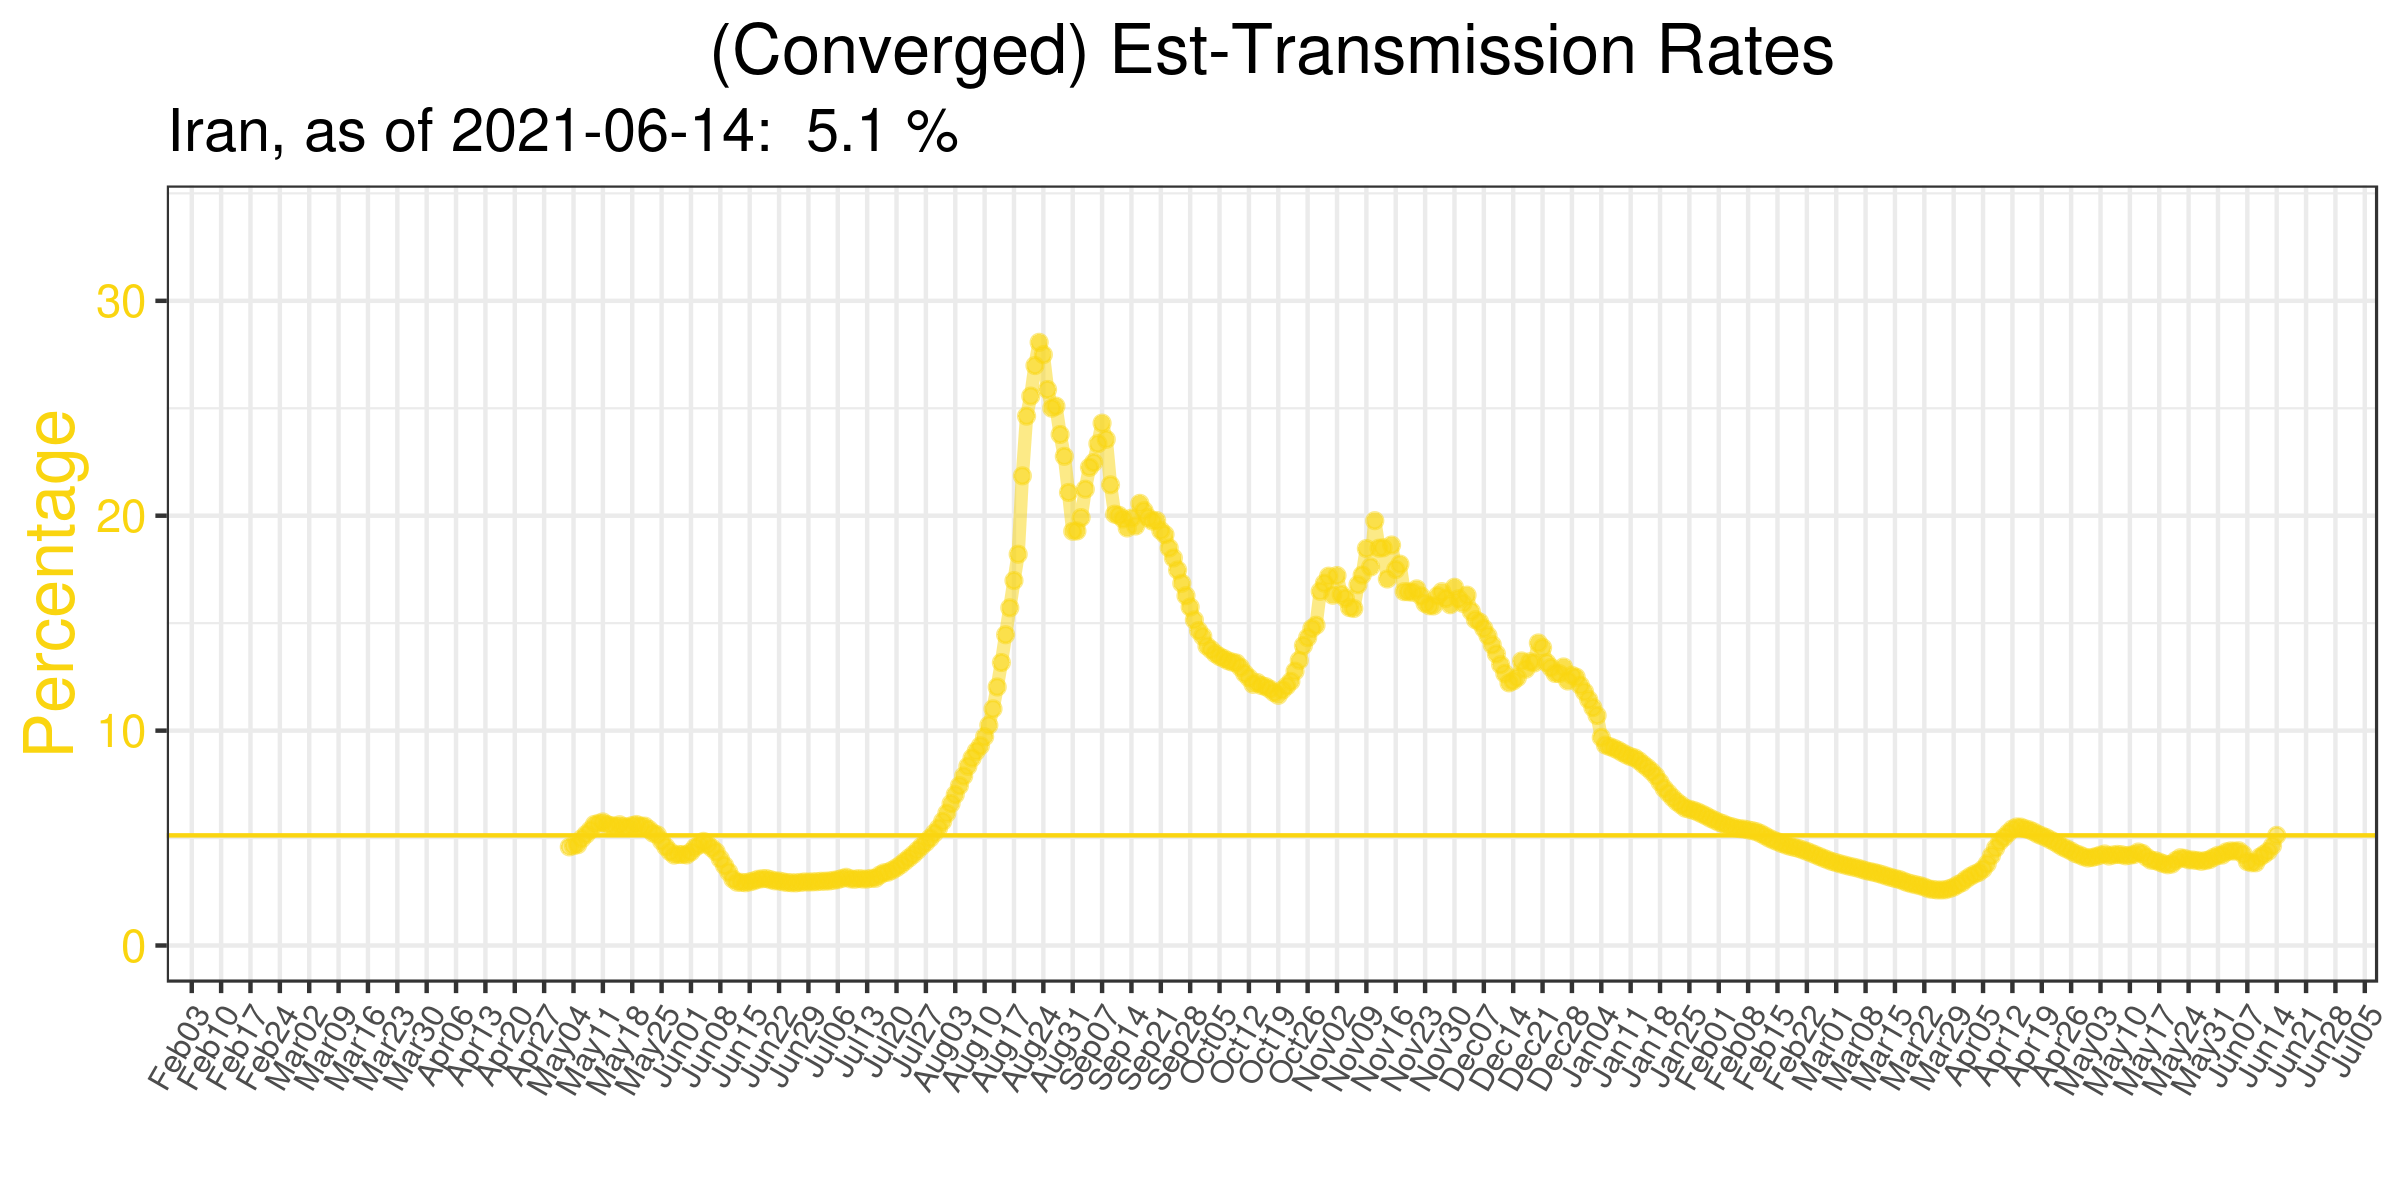 (Converged) Est-Transmission Rates
Iran, as of 2021-06-14:  5.1 %
Percentage
30
20
10
0
Feb03
Feb10
Feb17
Feb24
Mar02
Mar09
Mar16
Mar23
Mar30
Apr06
Apr13
Apr20
Apr27
May04
May11
May18
May25
Jun01
Jun08
Jun15
Jun22
Jun29
Jul06
Jul13
Jul20
Jul27
Aug03
Aug10
Aug17
Aug24
Aug31
Sep07
Sep14
Sep21
Sep28
Oct05
Oct12
Oct19
Oct26
Nov02
Nov09
Nov16
Nov23
Nov30
Dec07
Dec14
Dec21
Dec28
Jan04
Jan11
Jan18
Jan25
Feb01
Feb08
Feb15
Feb22
Mar01
Mar08
Mar15
Mar22
Mar29
Apr05
Apr12
Apr19
Apr26
May03
May10
May17
May24
May31
Jun07
Jun14
Jun21
Jun28
Jul05